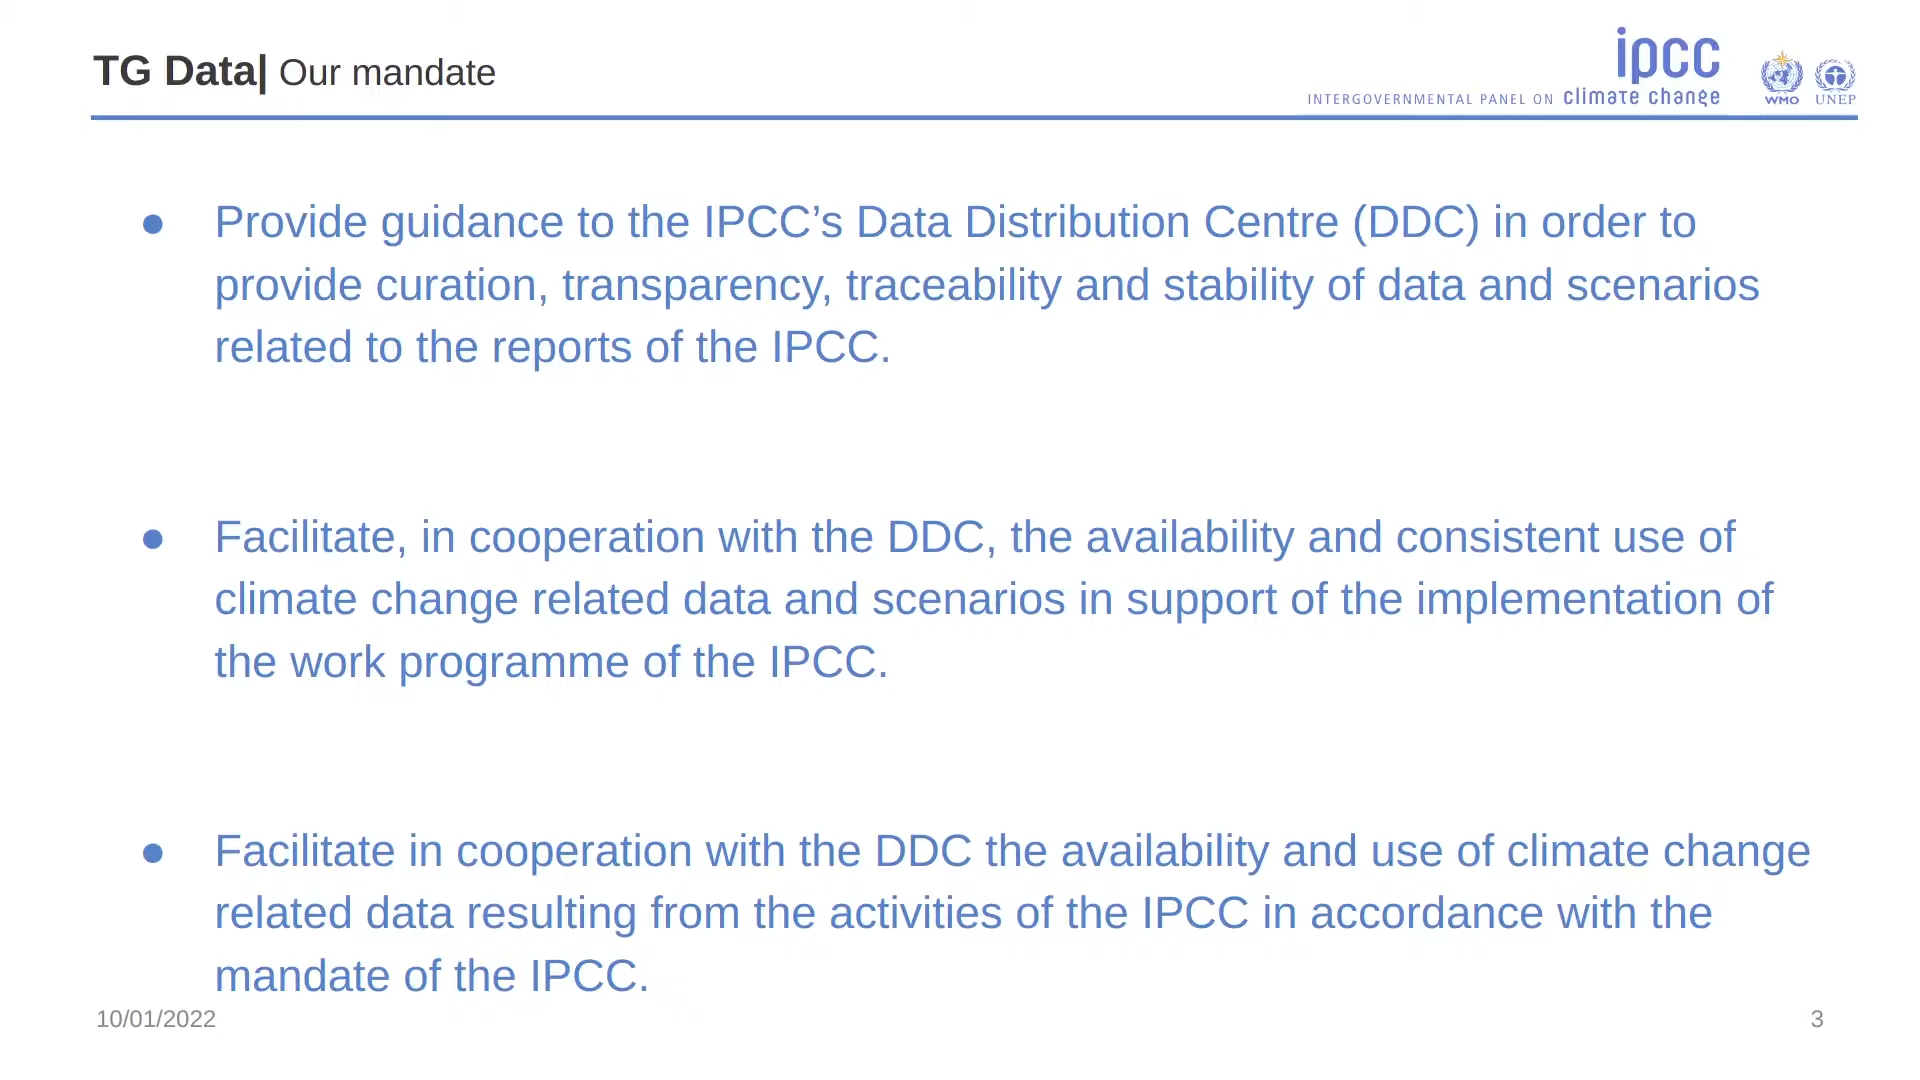 TG Data| Our mandate
ipcc
INTERGOVERNMENTAL PANEL ON climate change
WMO UNEP
● Provide guidance to the IPCC’s Data Distribution Centre (DDC) in order to
provide curation, transparency, traceability and stability of data and scenarios
related to the reports of the IPCC.
● Facilitate, in cooperation with the DDC, the availability and consistent use of
climate change related data and scenarios in support of the implementation of
the work programme of the IPCC.
● Facilitate in cooperation with the DDC the availability and use of climate change
related data resulting from the activities of the IPCC in accordance with the
mandate of the IPCC.
10/01/2022
3